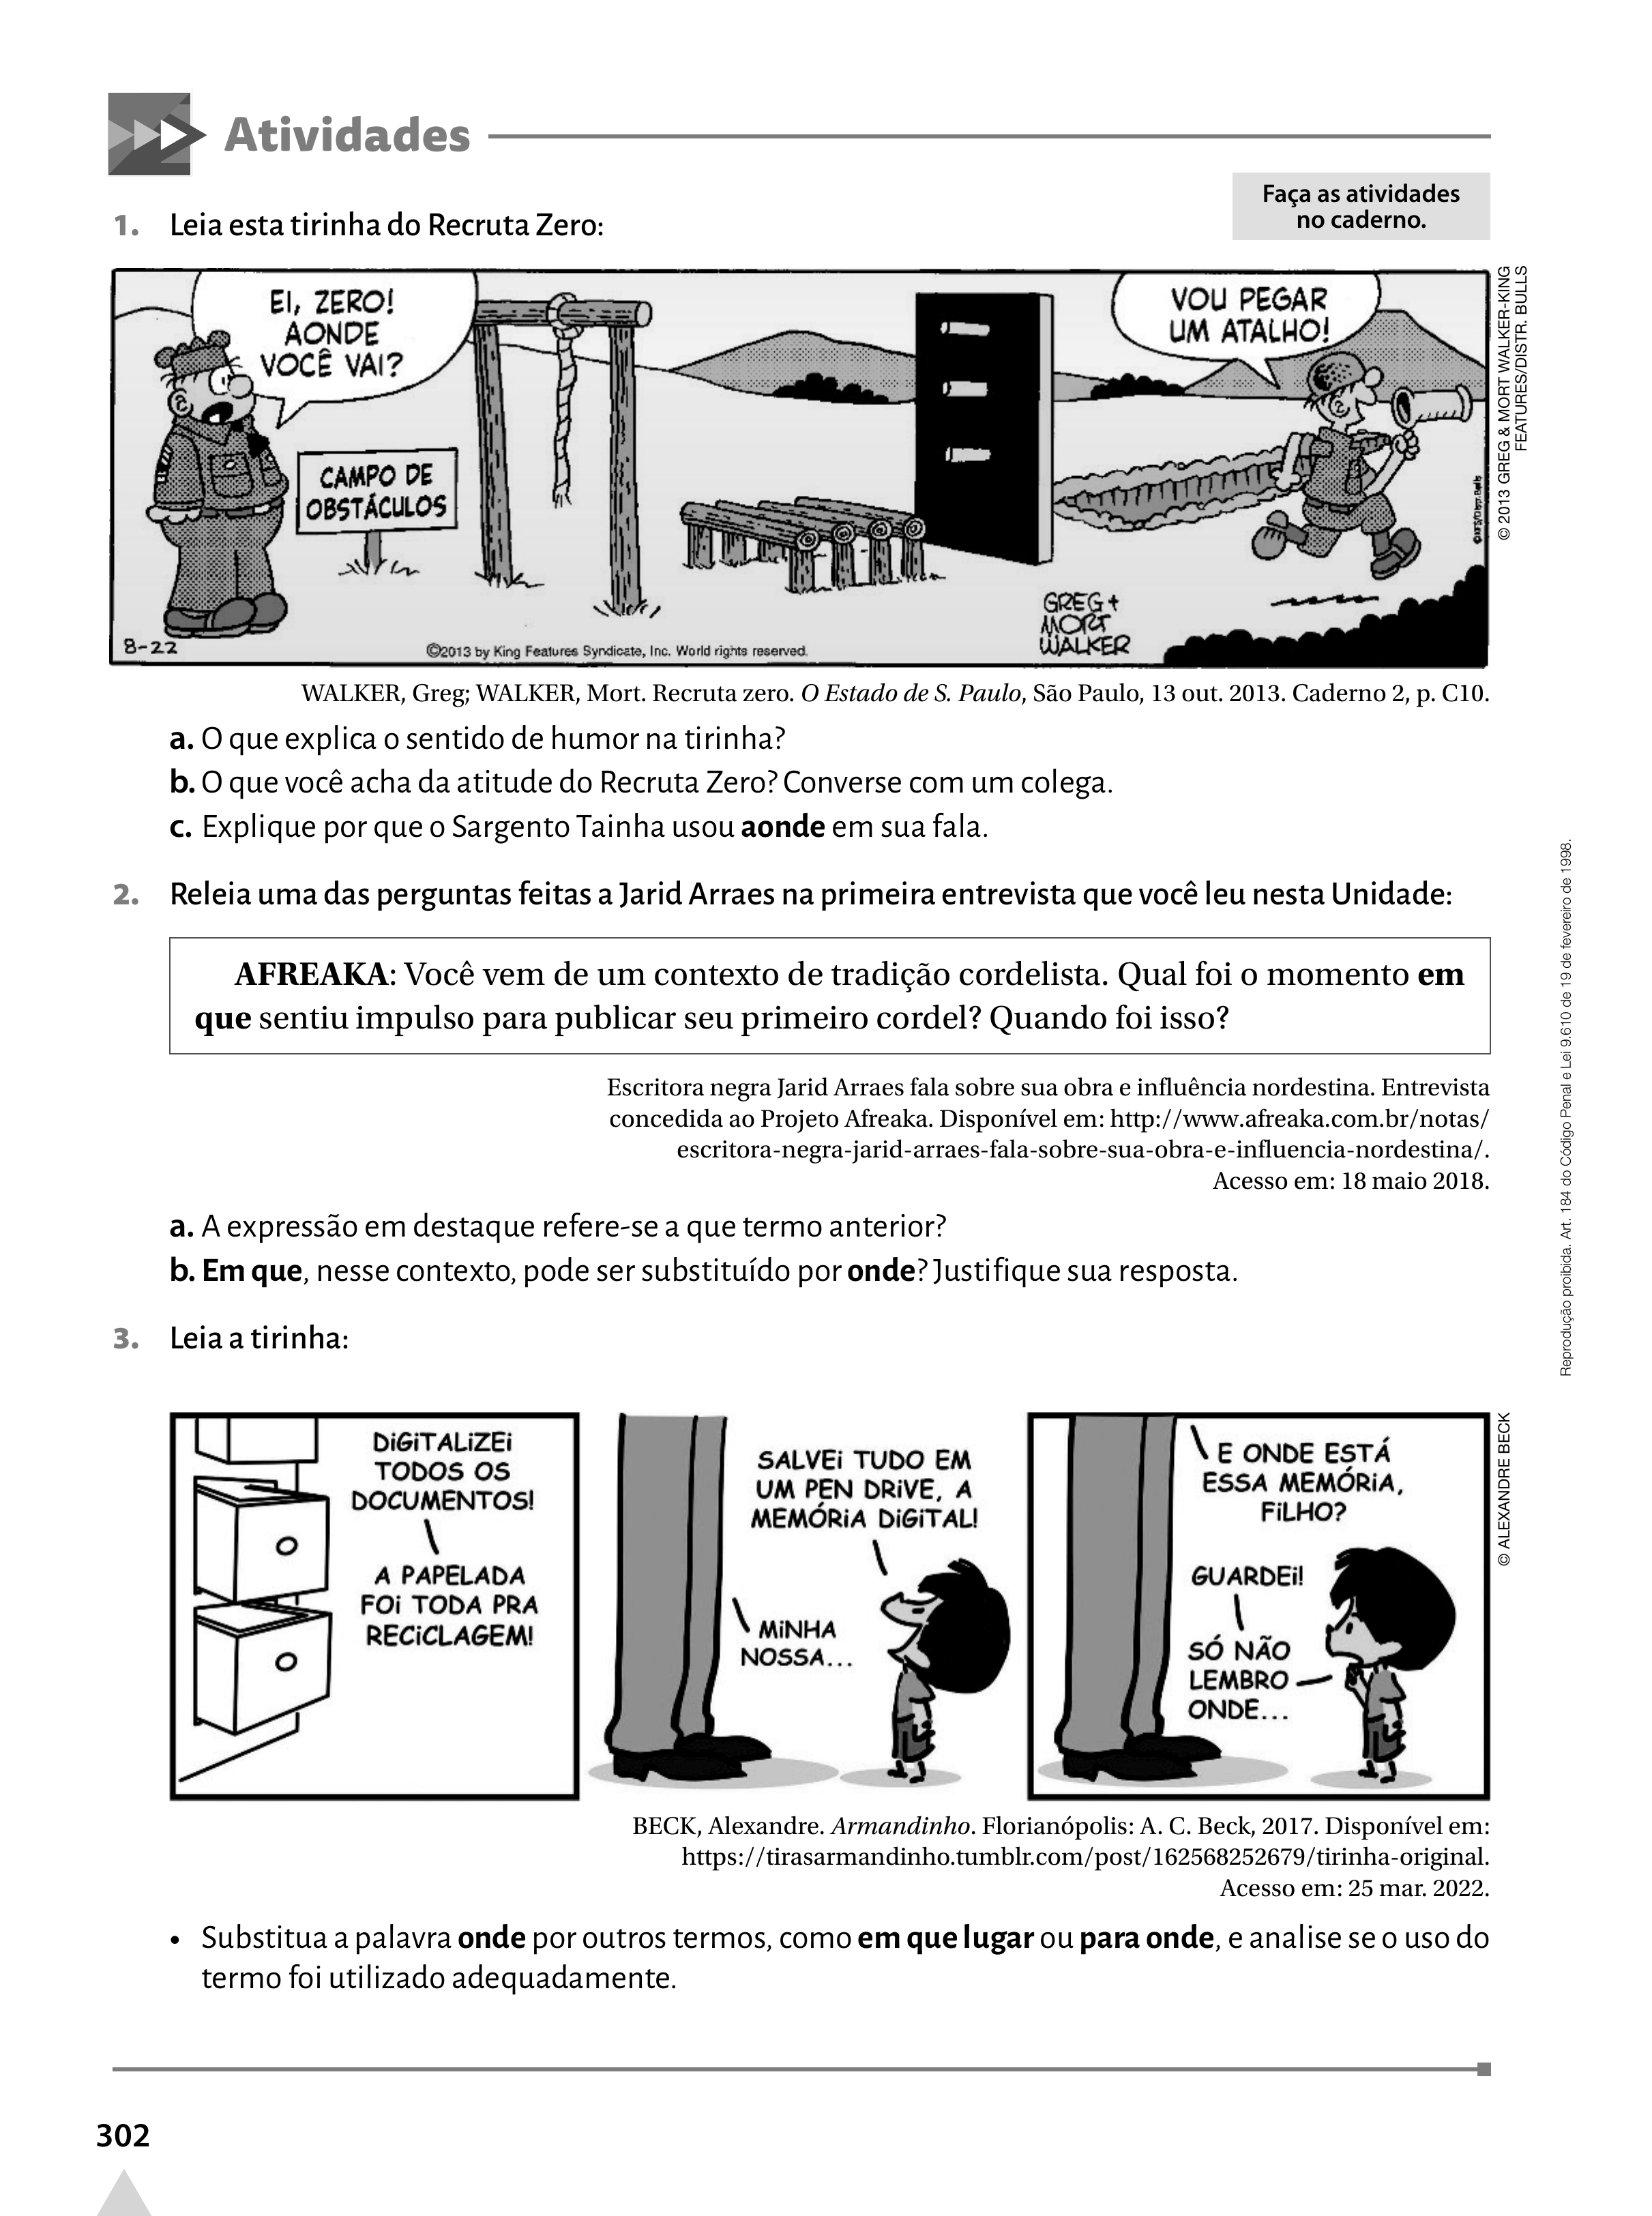 Atividades
Faça as atividades
no caderno.
1. Leia esta tirinha do Recruta Zero:
EI, ZERO!
AONDE
VOCÊ VAI?
CAMPO DE
OBSTÁCULOS
VOU PEGAR
UM ATALHO!
GREG +
MORT
WALKER
8-22
©2013 by King Features Syndicate, Inc. World rights reserved.
© 2013 GREG & MORT WALKER-KING
FEATURES/DISTR. BULLS
WALKER, Greg; WALKER, Mort. Recruta zero. O Estado de S. Paulo, São Paulo, 13 out. 2013. Caderno 2, p. C10.
a. O que explica o sentido de humor na tirinha?
b. O que você acha da atitude do Recruta Zero? Converse com um colega.
c. Explique por que o Sargento Tainha usou aonde em sua fala.
2. Releia uma das perguntas feitas a Jarid Arraes na primeira entrevista que você leu nesta Unidade:
AFREAKA: Você vem de um contexto de tradição cordelista. Qual foi o momento em
que sentiu impulso para publicar seu primeiro cordel? Quando foi isso?
Escritora negra Jarid Arraes fala sobre sua obra e influência nordestina. Entrevista
concedida ao Projeto Afreaka. Disponível em: http://www.afreaka.com.br/notas/
escritora-negra-jarid-arraes-fala-sobre-sua-obra-e-influencia-nordestina/.
Acesso em: 18 maio 2018.
a. A expressão em destaque refere-se a que termo anterior?
b. Em que, nesse contexto, pode ser substituído por onde? Justifique sua resposta.
3. Leia a tirinha:
DiGiTALiZEi
TODOS OS
DOCUMENTOS!
A PAPELADA
FOi TODA PRA
RECiCLAGEM!
SALVEi TUDO EM
UM PEN DRiVE, A
MEMÓRiA DiGiTAL!
MiNHA
NOSSA...
E ONDE ESTÁ
ESSA MEMÓRiA,
FiLHO?
GUARDEi!
SÓ NÃO
LEMBRO
ONDE...
© ALEXANDRE BECK
BECK, Alexandre. Armandinho. Florianópolis: A. C. Beck, 2017. Disponível em:
https://tirasarmandinho.tumblr.com/post/162568252679/tirinha-original.
Acesso em: 25 mar. 2022.
• Substitua a palavra onde por outros termos, como em que lugar ou para onde, e analise se o uso do
termo foi utilizado adequadamente.
302
Reprodução proibida. Art. 184 do Código Penal e Lei 9.610 de 19 de fevereiro de 1998.